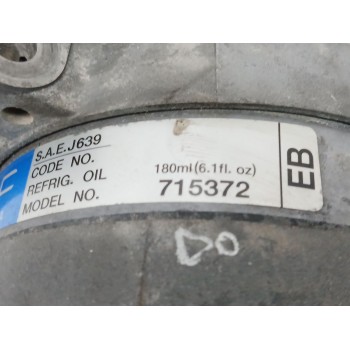 S.A.E. J639
CODE NO.
REFRIG. OIL 180ml(6.1fl. oz)
MODEL NO. 715372
EB
DO